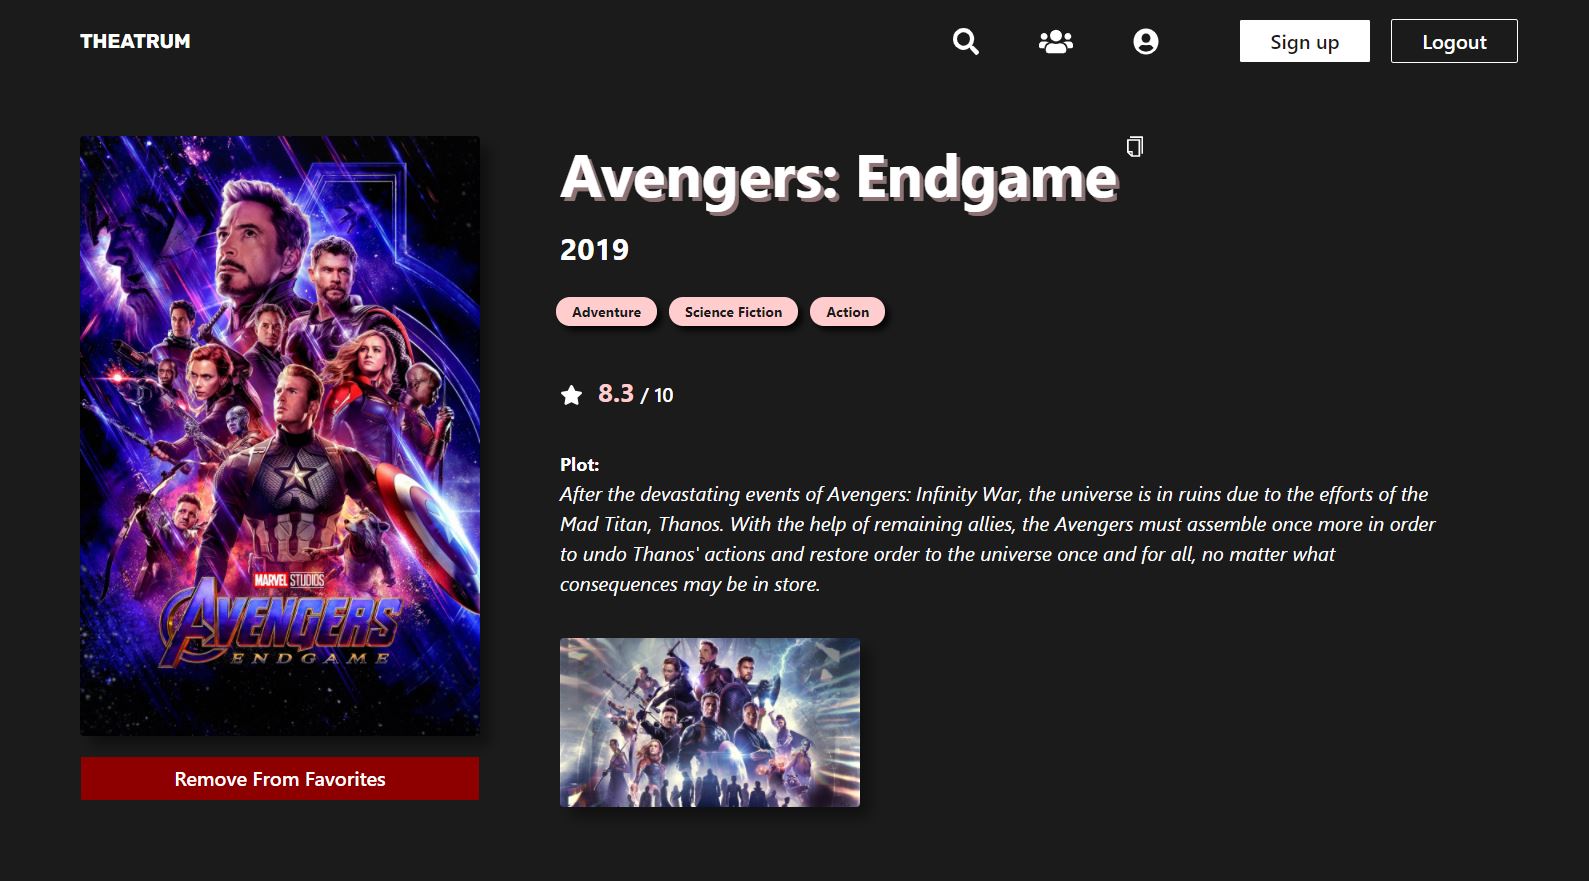 THEATRUM
Sign up
Logout
Avengers: Endgame
2019
Adventure
Science Fiction
Action
8.3 / 10
Plot:
After the devastating events of Avengers: Infinity War, the universe is in ruins due to the efforts of the
Mad Titan, Thanos. With the help of remaining allies, the Avengers must assemble once more in order
to undo Thanos' actions and restore order to the universe once and for all, no matter what
consequences may be in store.
MARVEL STUDIOS
AVENGERS
ENDGAME
Remove From Favorites